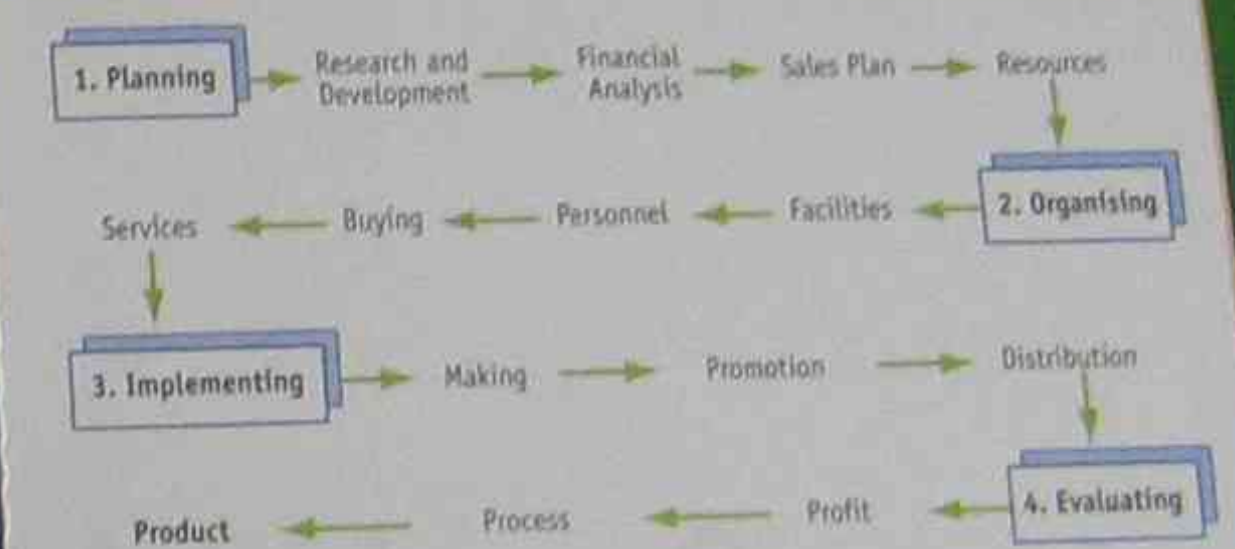 1. Planning
Research and
Development
Financial
Analysis
Sales Plan
Resources
2. Organising
Facilities
Personnel
Buying
Services
3. Implementing
Making
Promotion
Distribution
4. Evaluating
Profit
Process
Product